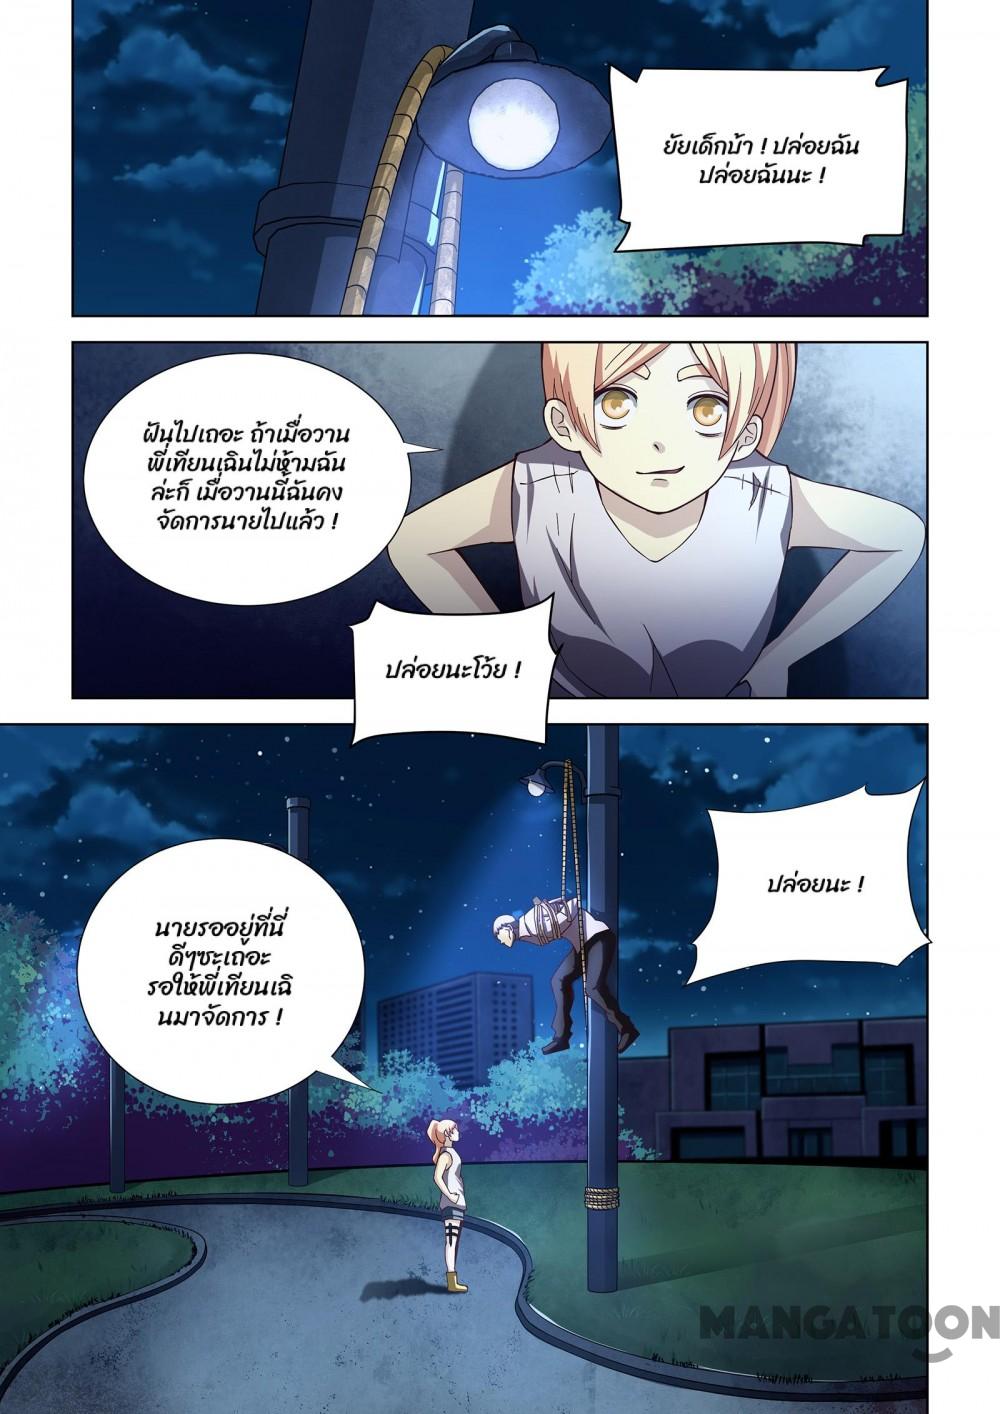 ยัยเด็กบ้า ! ปล่อยฉัน
ปล่อยฉันนะ !
ฝันไปเถอะ ถ้าเมื่อวาน
พี่เทียนเฉินไม่ห้ามฉัน
ล่ะก็ เมื่อวานนี้ฉันคง
จัดการนายไปแล้ว !
ปล่อยนะโว้ย !
ปล่อยนะ !
นายรออยู่ที่นี่
ดีๆซะเถอะ
รอให้พี่เทียนเฉิ
นมาจัดการ !
MANGATOON